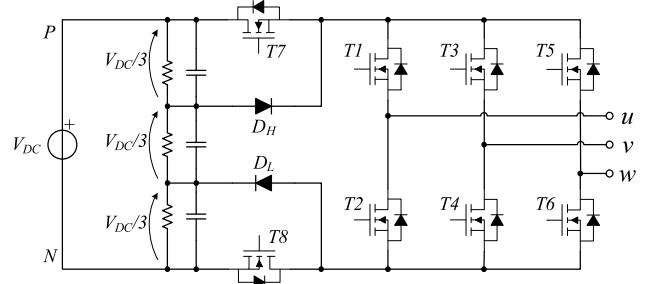 P
T7
T1
T3
T5
V_DC/3
D_H
u
+
V_DC
V_DC/3
v
D_L
w
T2
T4
T6
V_DC/3
T8
N